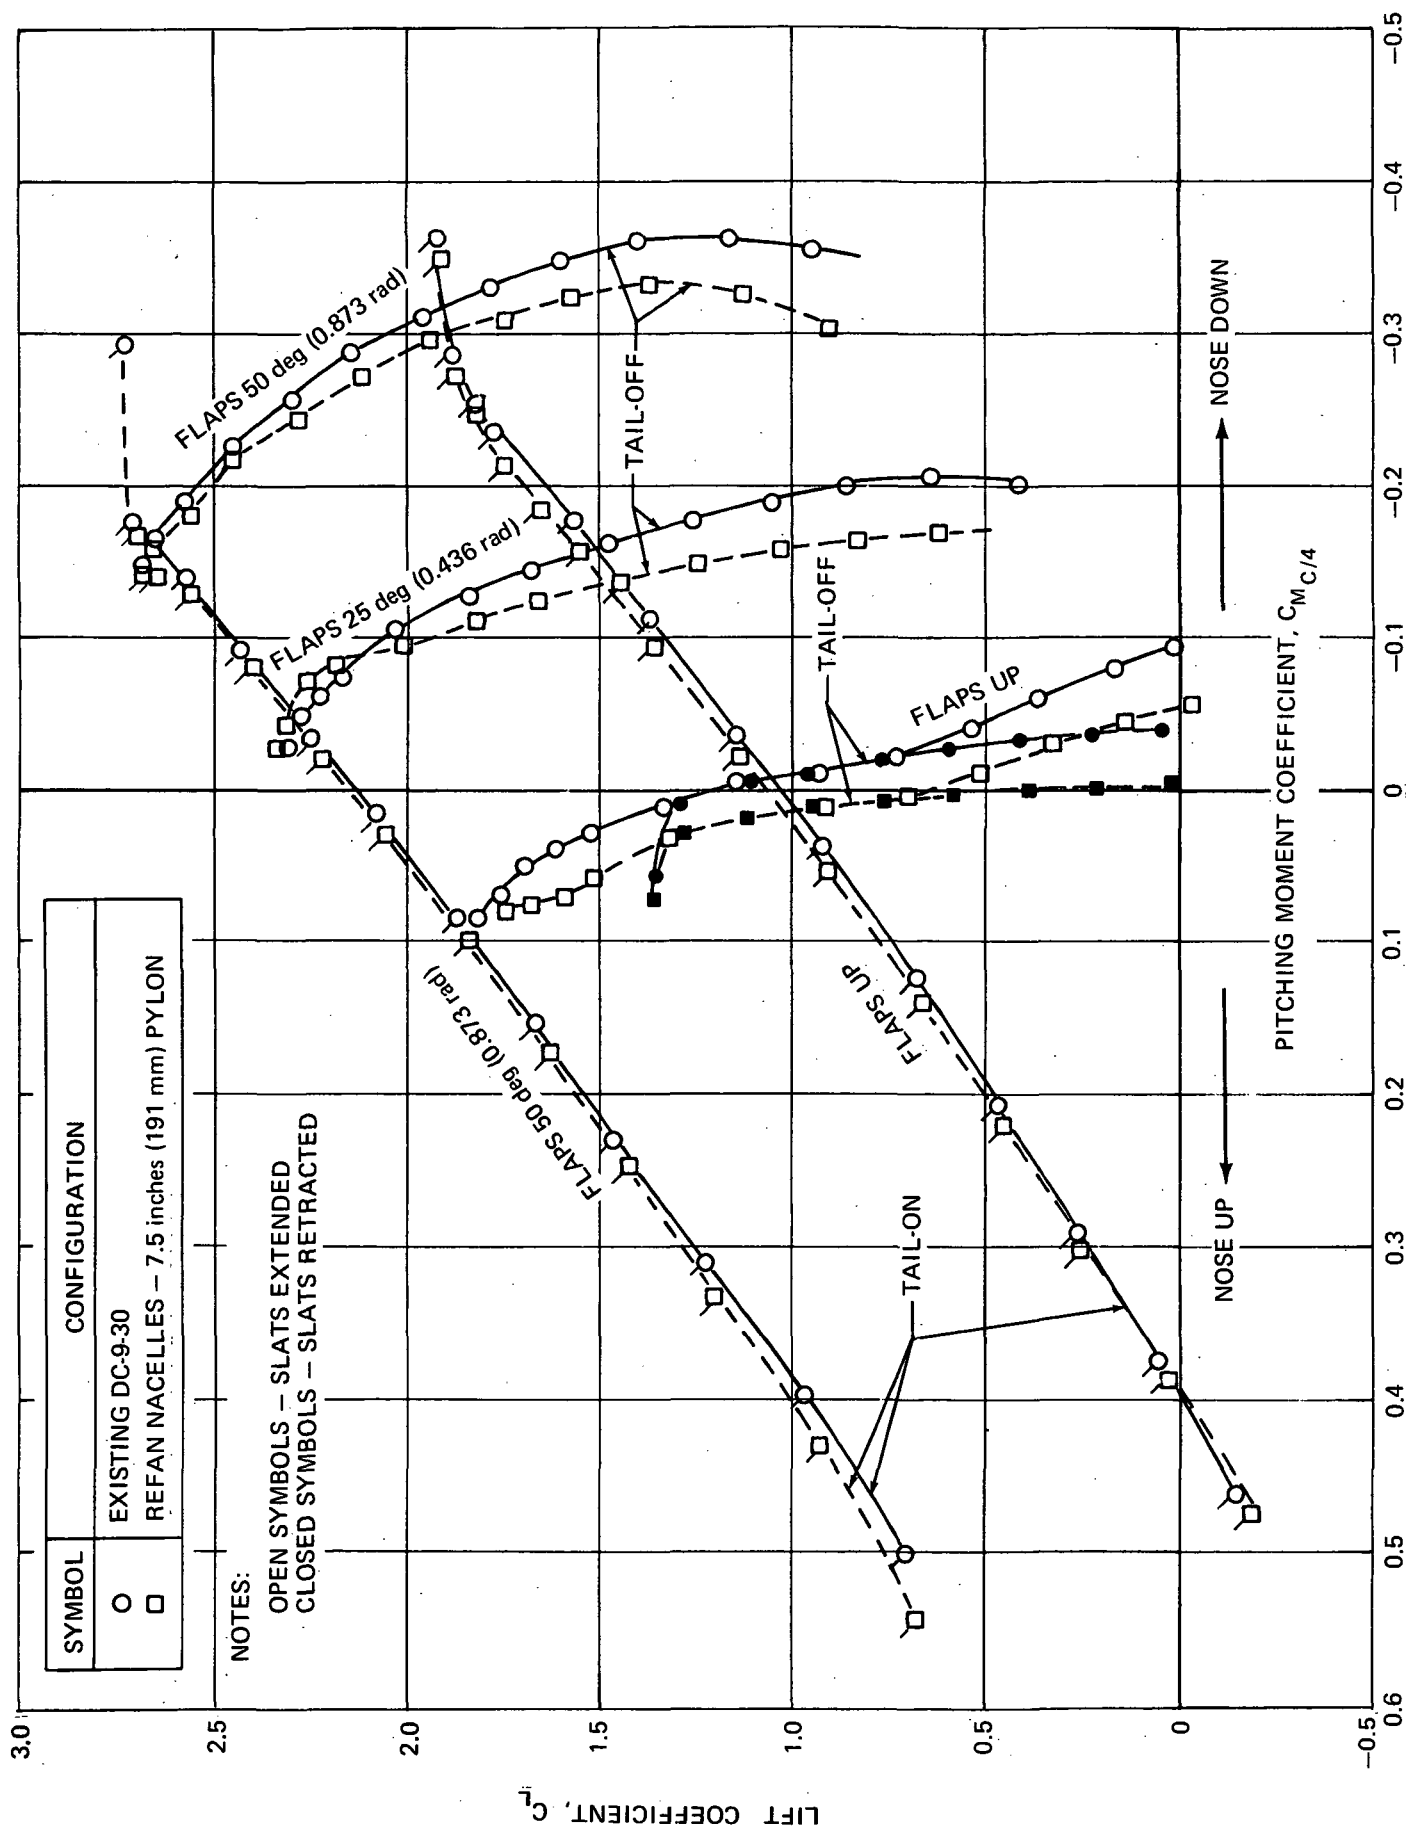 SYMBOL
CONFIGURATION
○ EXISTING DC-9-30
□ REFAN NACELLES – 7.5 inches (191 mm) PYLON
NOTES:
OPEN SYMBOLS – SLATS EXTENDED
CLOSED SYMBOLS – SLATS RETRACTED
LIFT COEFFICIENT, C_L
3.0
2.5
2.0
1.5
1.0
0.5
0
–0.5
FLAPS 50 deg (0.873 rad)
FLAPS 25 deg (0.436 rad)
TAIL-OFF
TAIL-OFF
FLAPS UP
FLAPS 50 deg (0.873 rad)
FLAPS UP
TAIL-ON
NOSE UP
NOSE DOWN
PITCHING MOMENT COEFFICIENT, C_M_C/4
0.6
0.5
0.4
0.3
0.2
0.1
0
–0.1
–0.2
–0.3
–0.4
–0.5